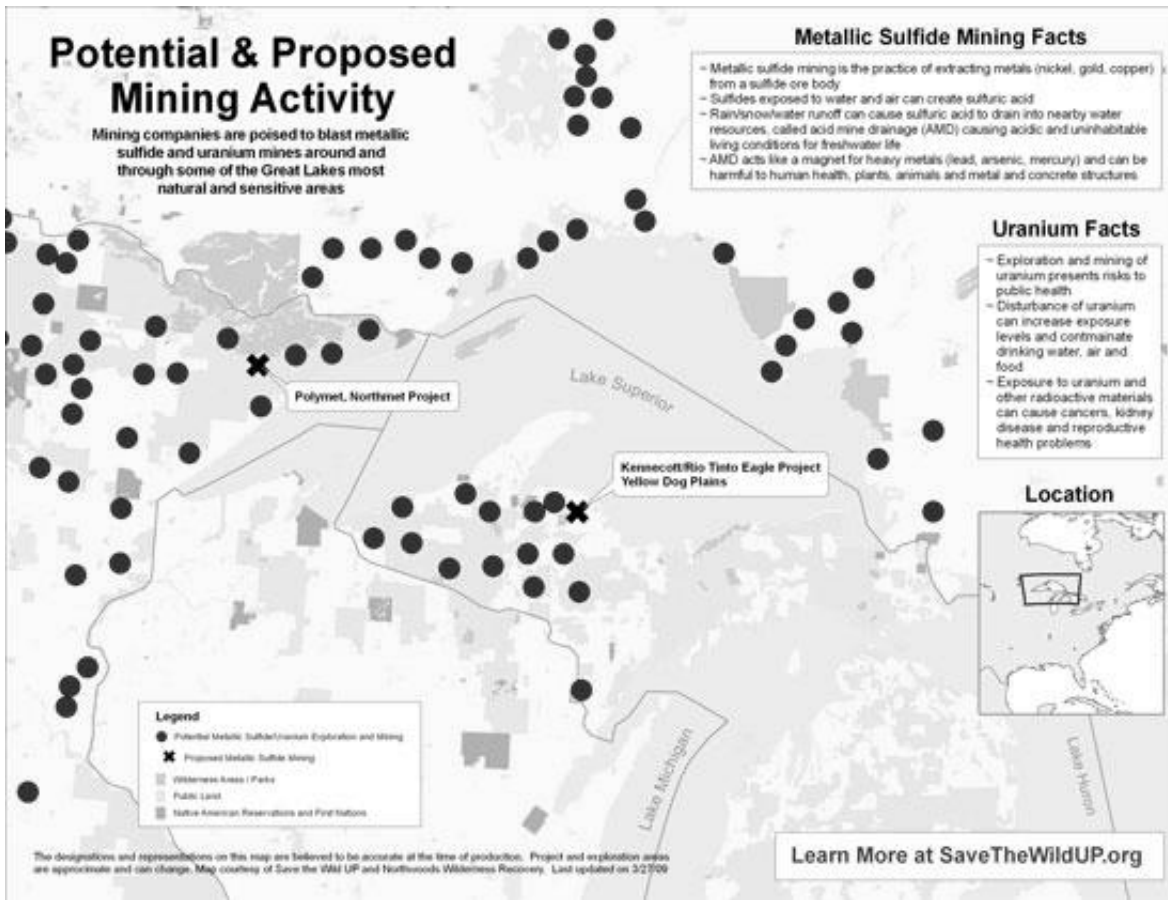 Potential & Proposed
Mining Activity
Mining companies are poised to blast metallic
sulfide and uranium mines around and
through some of the Great Lakes most
natural and sensitive areas
Metallic Sulfide Mining Facts
~ Metallic sulfide mining is the practice of extracting metals (nickel, gold, copper)
from a sulfide ore body
~ Sulfides exposed to water and air can create sulfuric acid
~ Rain/snow/water runoff can cause sulfuric acid to drain into nearby water
resources, called acid mine drainage (AMD) causing acidic and uninhabitable
living conditions for freshwater life
~ AMD acts like a magnet for heavy metals (lead, arsenic, mercury) and can be
harmful to human health, plants, animals and metal and concrete structures
Uranium Facts
~ Exploration and mining of
uranium presents risks to
public health
~ Disturbance of uranium
can increase exposure
levels and contmainate
drinking water, air and
food
~ Exposure to uranium and
other radioactive materials
can cause cancers, kidney
disease and reproductive
health problems
Lake Superior
Polymet, Northmet Project
Kennecott/Rio Tinto Eagle Project
Yellow Dog Plains
Location
Legend
Potential Metallic Sulfide/Uranium Exploration and Mining
Proposed Metallic Sulfide Mining
Wilderness Areas / Parks
Public Land
Native American Reservations and First Nations
Lake Michigan
Lake Huron
The designations and representations on this map are believed to be accurate at the time of production. Project and exploration areas
are approximate and can change. Map courtesy of Save the Wild UP and Northwoods Wilderness Recovery. Last updated on 3/27/09
Learn More at SaveTheWildUP.org